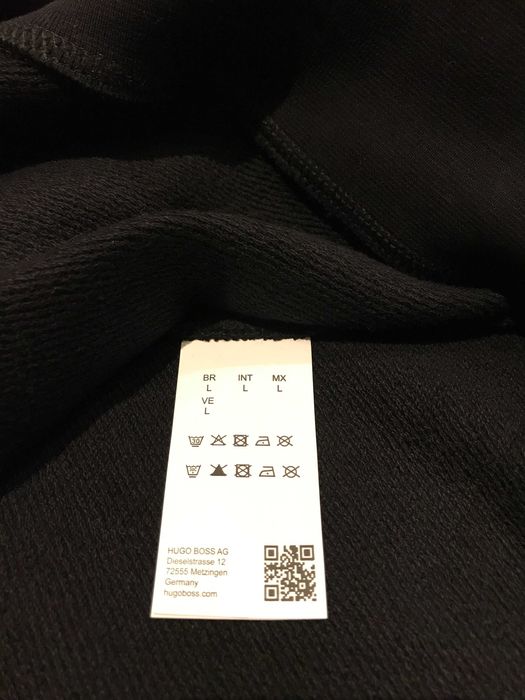 BR INT MX
L L L
VE
L
HUGO BOSS AG
Dieselstrasse 12
72555 Metzingen
Germany
hugoboss.com